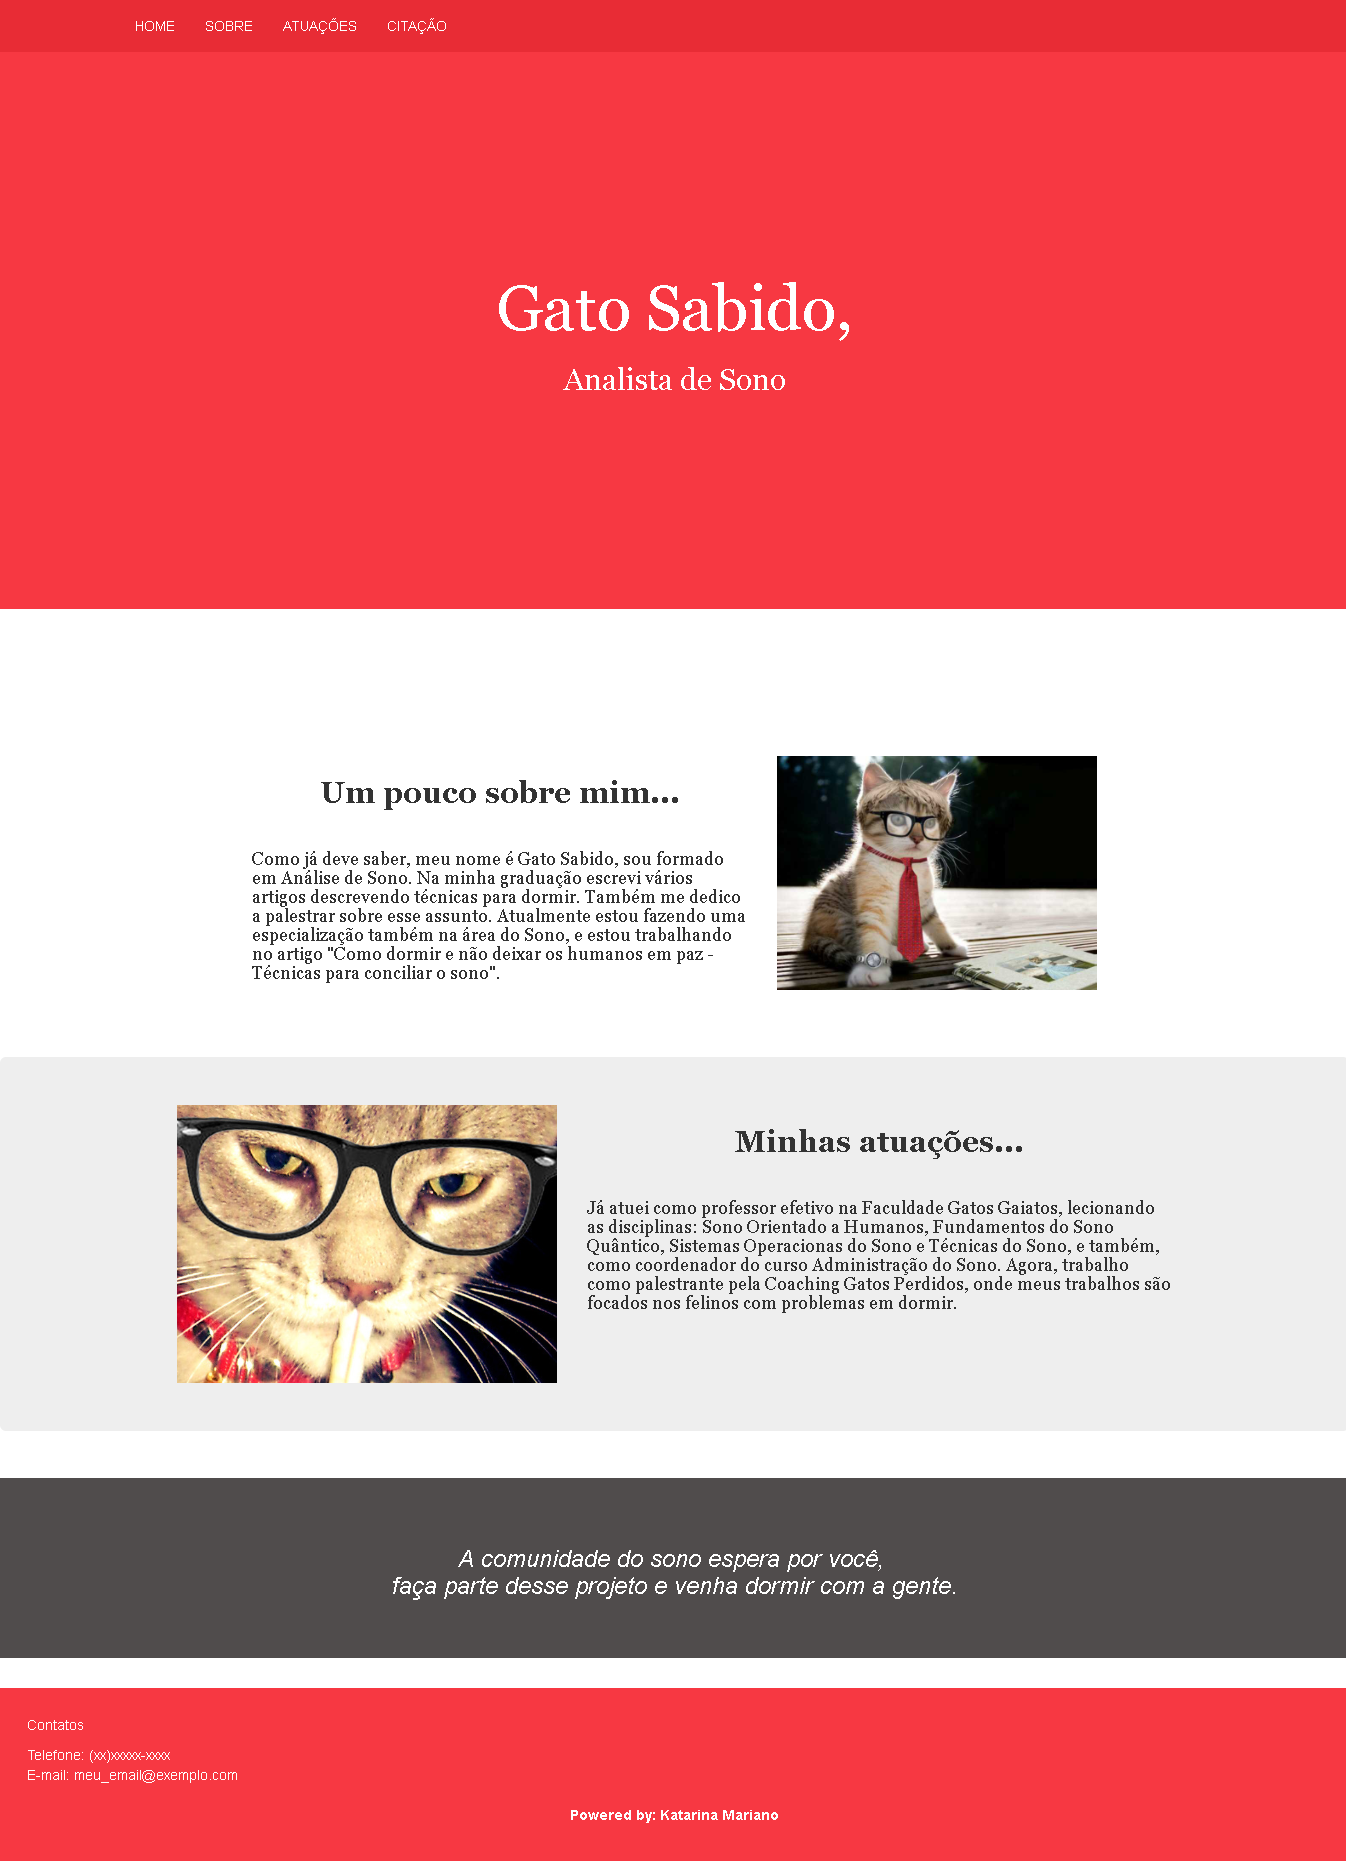 HOME SOBRE ATUAÇÕES CITAÇÃO
Gato Sabido,
Analista de Sono
Um pouco sobre mim...
Como já deve saber, meu nome é Gato Sabido, sou formado
em Análise de Sono. Na minha graduação escrevi vários
artigos descrevendo técnicas para dormir. Também me dedico
a palestrar sobre esse assunto. Atualmente estou fazendo uma
especialização também na área do Sono, e estou trabalhando
no artigo "Como dormir e não deixar os humanos em paz -
Técnicas para conciliar o sono".
Minhas atuações...
Já atuei como professor efetivo na Faculdade Gatos Gaiatos, lecionando
as disciplinas: Sono Orientado a Humanos, Fundamentos do Sono
Quântico, Sistemas Operacionas do Sono e Técnicas do Sono, e também,
como coordenador do curso Administração do Sono. Agora, trabalho
como palestrante pela Coaching Gatos Perdidos, onde meus trabalhos são
focados nos felinos com problemas em dormir.
A comunidade do sono espera por você,
faça parte desse projeto e venha dormir com a gente.
Contatos
Telefone: (xx)xxxxx-xxxx
E-mail: meu_email@exemplo.com
Powered by: Katarina Mariano